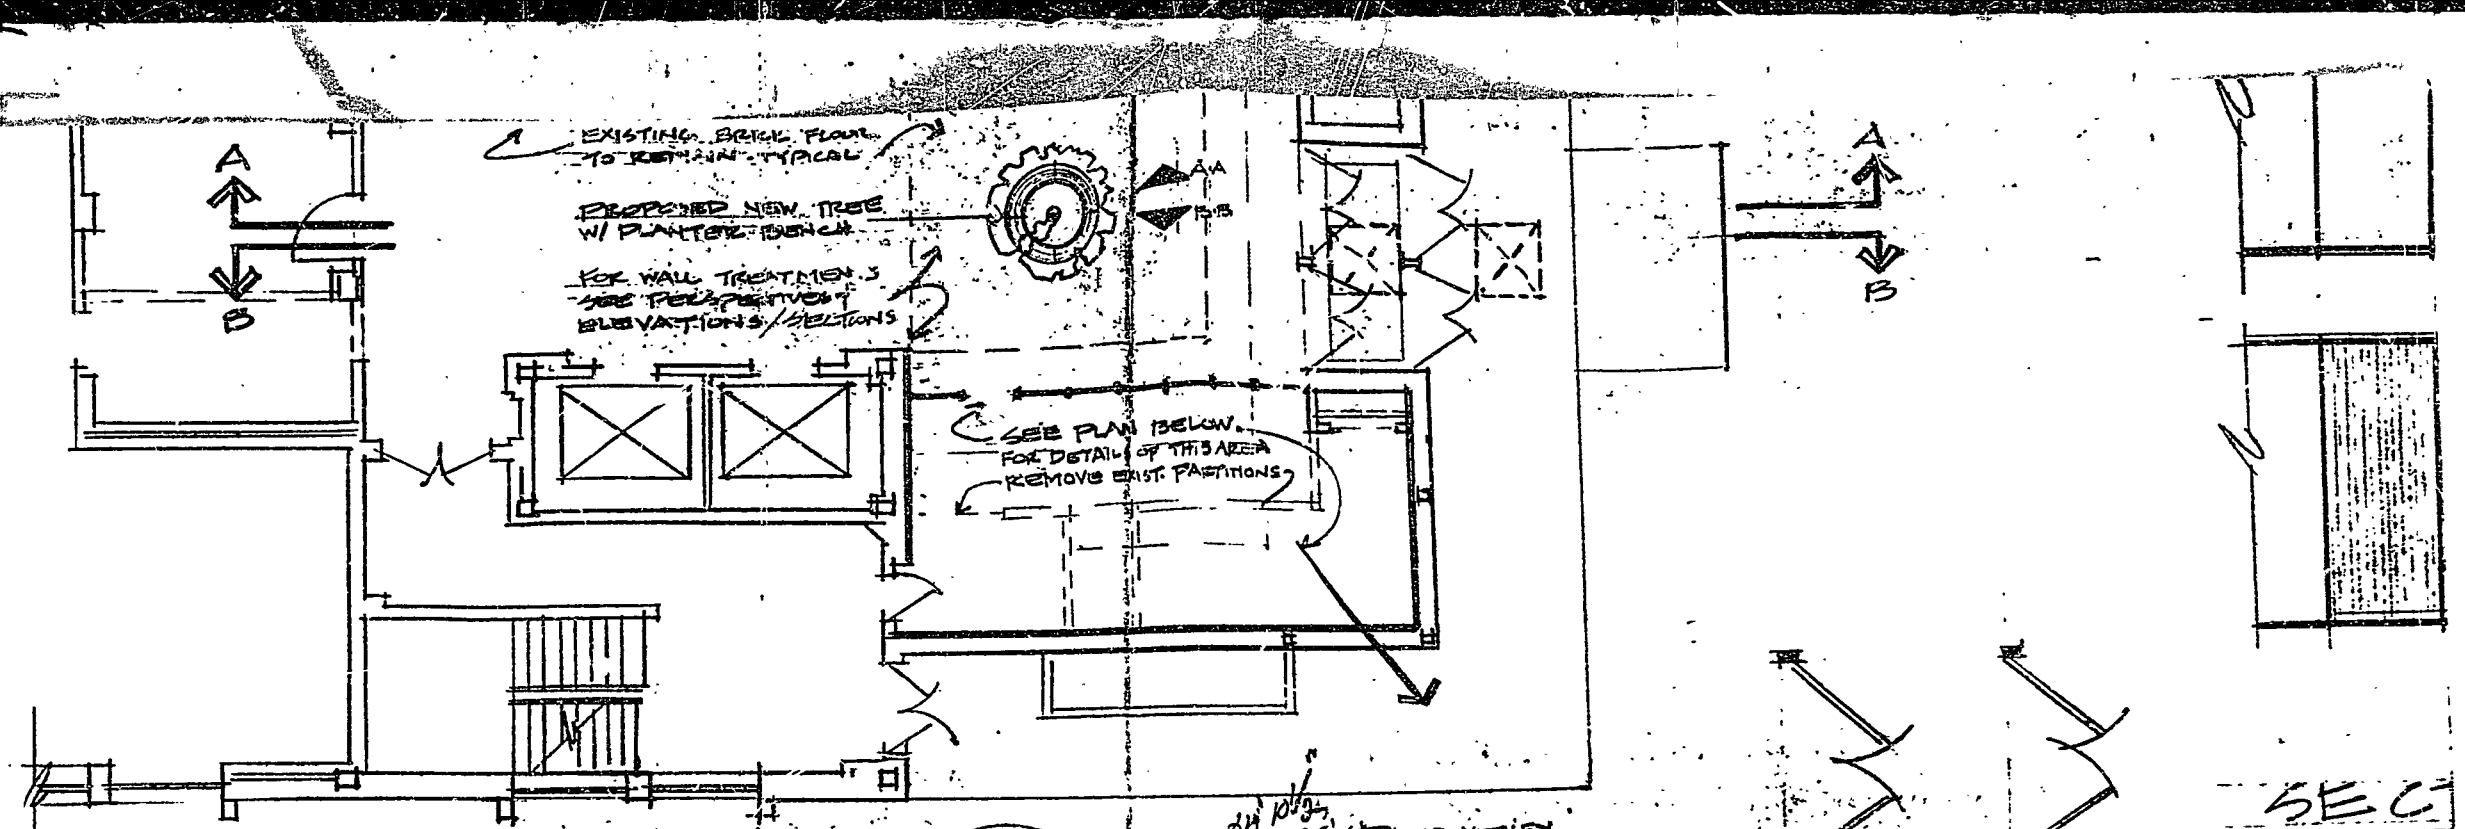 EXISTING BRICK FLOOR
TO REMAIN. TYPICAL
A
A
A·A
PROPOSED NEW TREE
W/ PLANTER BENCH
B·B
FOR WALL TREATMENTS
SEE PERSPECTIVES &
ELEVATIONS/SECTIONS
B
B
SEE PLAN BELOW.
FOR DETAILS OF THIS AREA
REMOVE EXIST. PARTITIONS
SEC